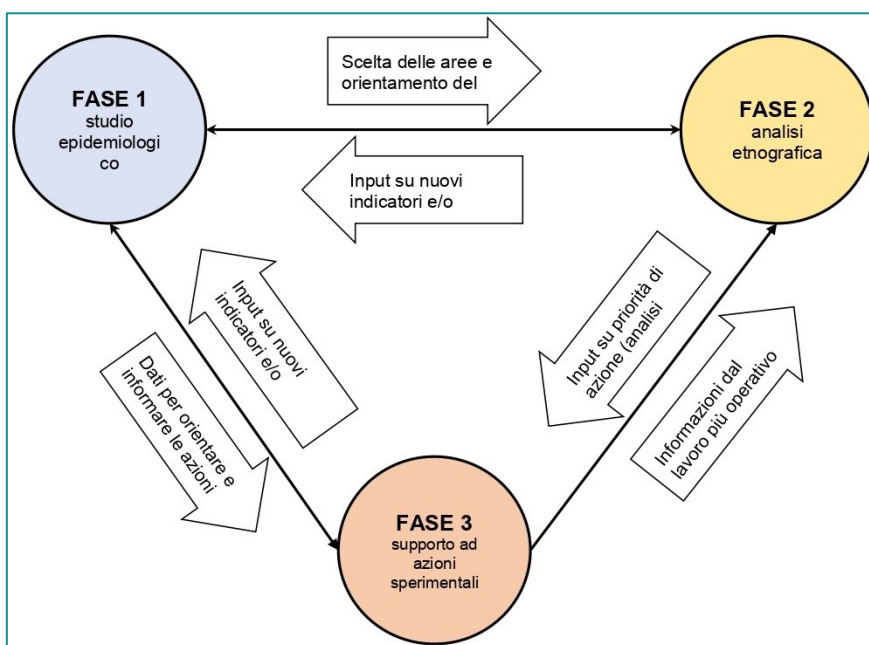 Scelta delle aree e
orientamento del
FASE 1
studio
epidemiologi
co
FASE 2
analisi
etnografica
Input su nuovi
indicatori e/o
Input su nuovi
indicatori e/o
Dati per orientare e
informare le azioni
Input su priorità di
azione (analisi
Informazioni dal
lavoro più operativo
FASE 3
supporto ad
azioni
sperimentali